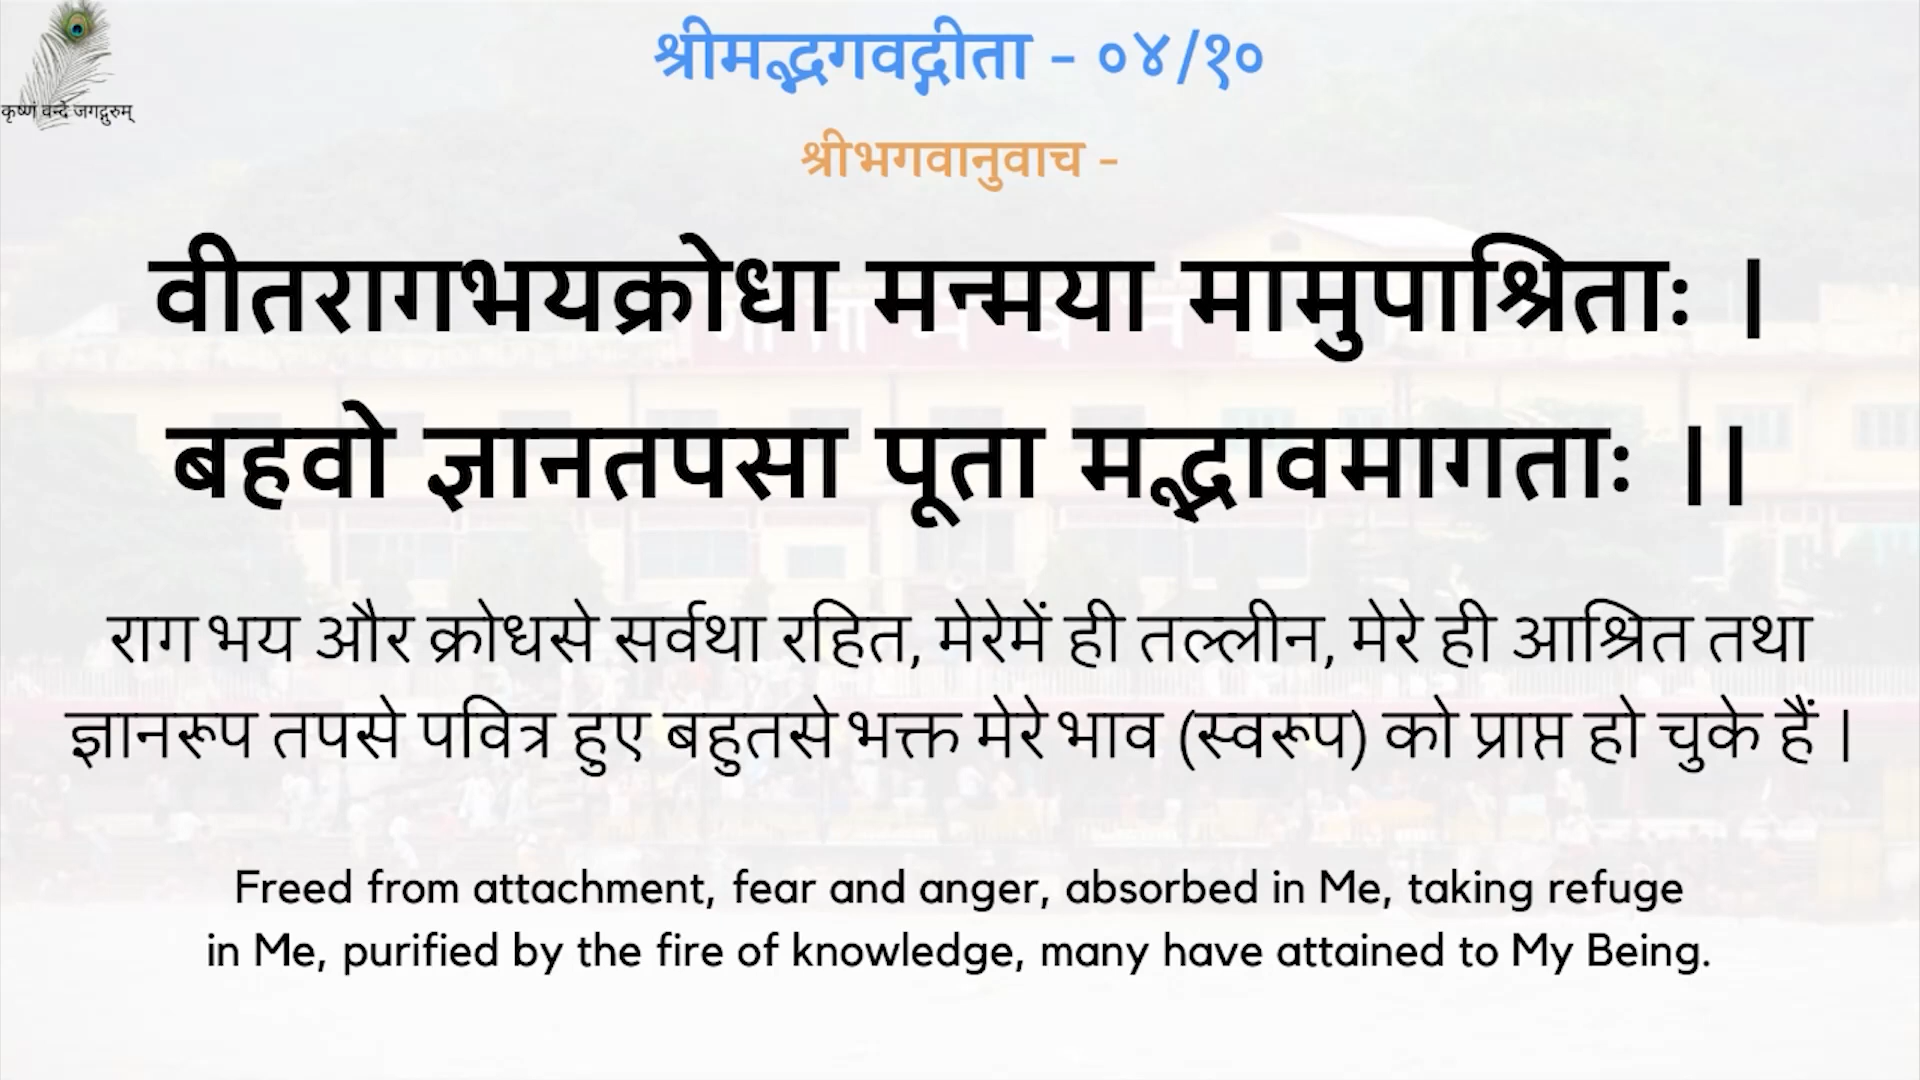 श्रीमद्भगवद्गीता - ०४/१०
कृष्णं वन्दे जगद्गुरुम्
श्रीभगवानुवाच -
वीतरागभयक्रोधा मन्मया मामुपाश्रिताः ।
बहवो ज्ञानतपसा पूता मद्भावमागताः ।।
राग भय और क्रोधसे सर्वथा रहित, मेरेमें ही तल्लीन, मेरे ही आश्रित तथा
ज्ञानरूप तपसे पवित्र हुए बहुतसे भक्त मेरे भाव (स्वरूप) को प्राप्त हो चुके हैं ।
Freed from attachment, fear and anger, absorbed in Me, taking refuge
in Me, purified by the fire of knowledge, many have attained to My Being.